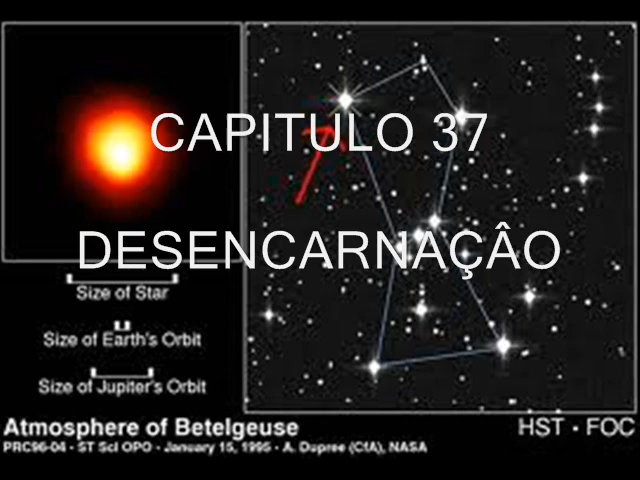 CAPITULO 37
DESENCARNAÇÂO
Size of Star
Size of Earth's Orbit
Size of Jupiter's Orbit
Atmosphere of Betelgeuse
HST · FOC
PRC96-04 · ST ScI OPO · January 15, 1995 · A. Dupree (CfA), NASA